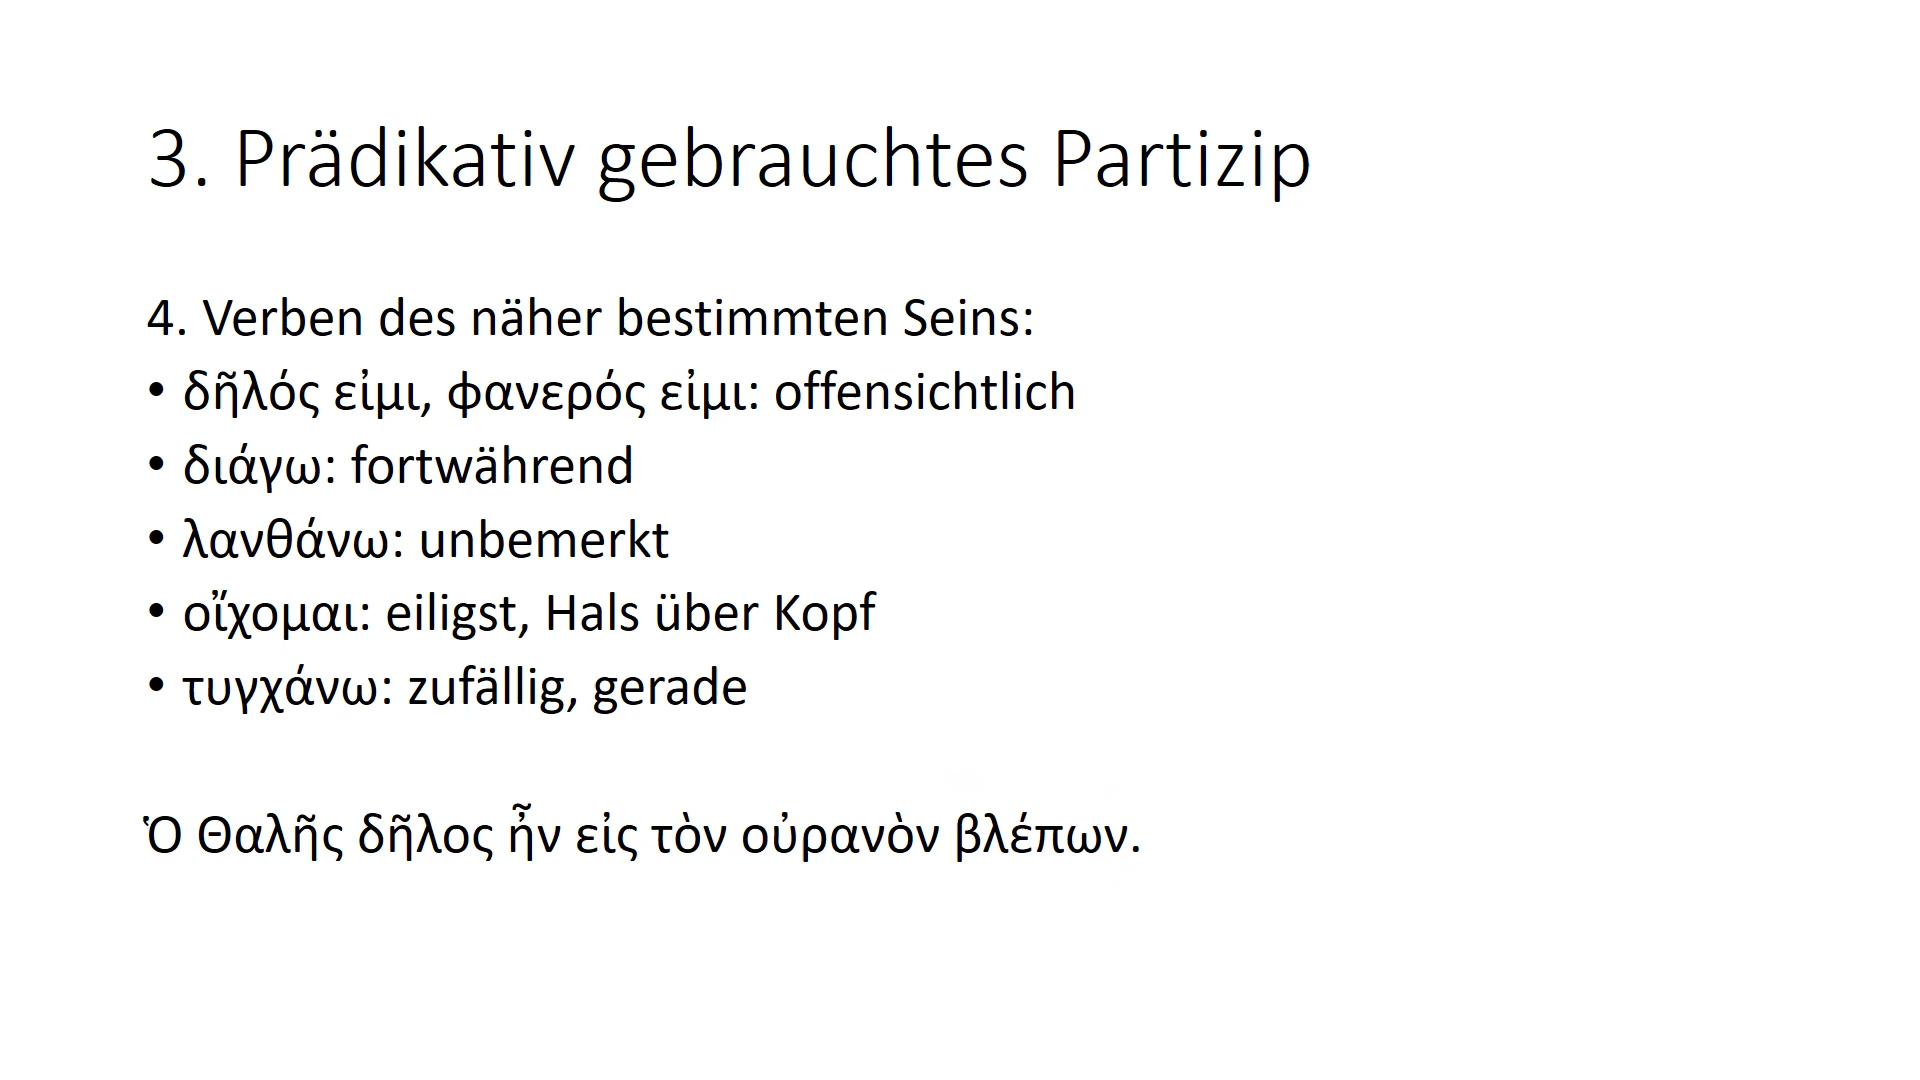 3. Prädikativ gebrauchtes Partizip
4. Verben des näher bestimmten Seins:
• δῆλός εἰμι, φανερός εἰμι: offensichtlich
• διάγω: fortwährend
• λανθάνω: unbemerkt
• οἴχομαι: eiligst, Hals über Kopf
• τυγχάνω: zufällig, gerade
Ὁ Θαλῆς δῆλος ἦν εἰς τὸν οὐρανὸν βλέπων.